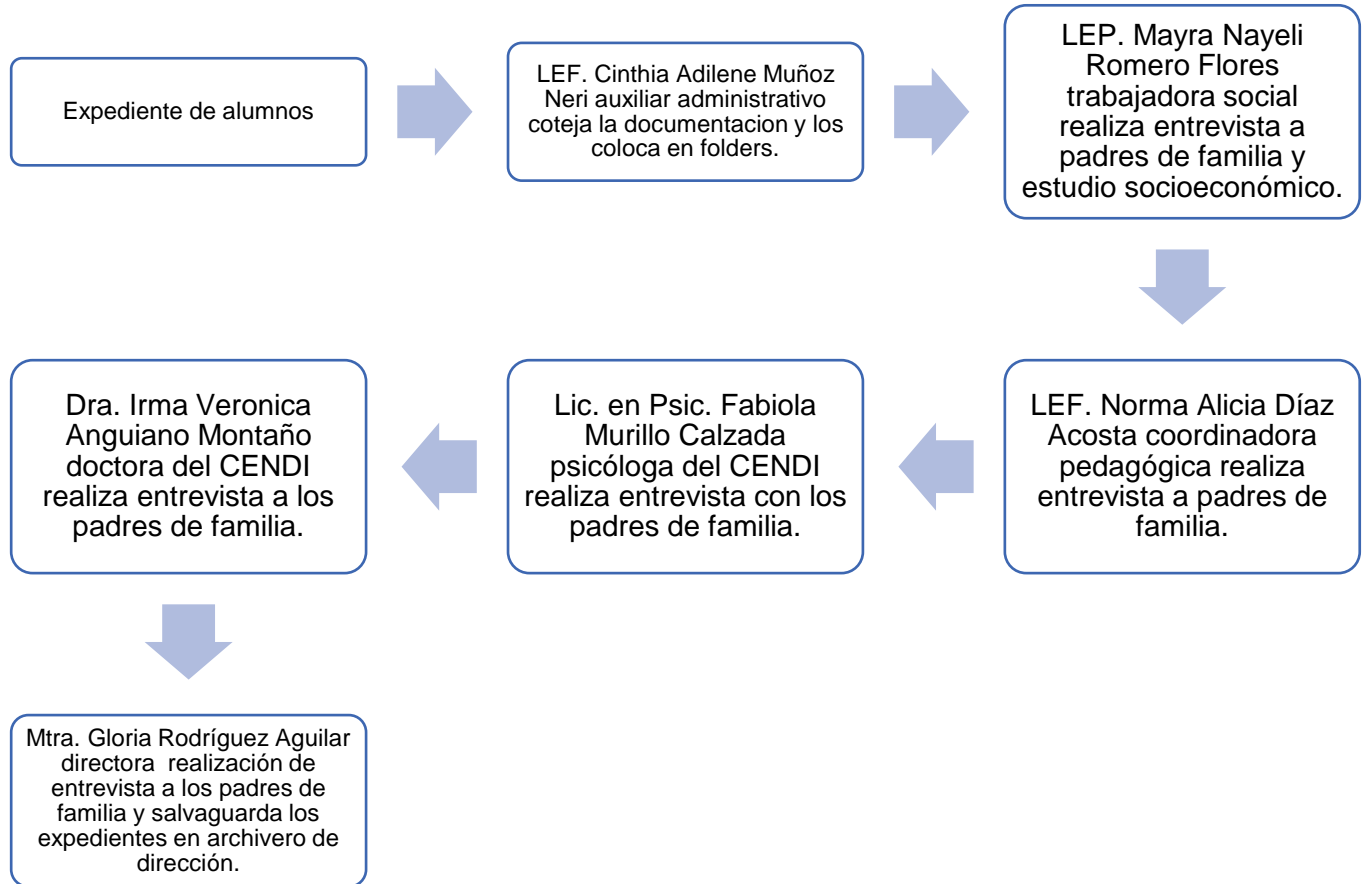 Expediente de alumnos
LEF. Cinthia Adilene Muñoz
Neri auxiliar administrativo
coteja la documentacion y los
coloca en folders.
LEP. Mayra Nayeli
Romero Flores
trabajadora social
realiza entrevista a
padres de familia y
estudio socioeconómico.
LEF. Norma Alicia Díaz
Acosta coordinadora
pedagógica realiza
entrevista a padres de
familia.
Lic. en Psic. Fabiola
Murillo Calzada
psicóloga del CENDI
realiza entrevista con los
padres de familia.
Dra. Irma Veronica
Anguiano Montaño
doctora del CENDI
realiza entrevista a los
padres de familia.
Mtra. Gloria Rodríguez Aguilar
directora  realización de
entrevista a los padres de
familia y salvaguarda los
expedientes en archivero de
dirección.